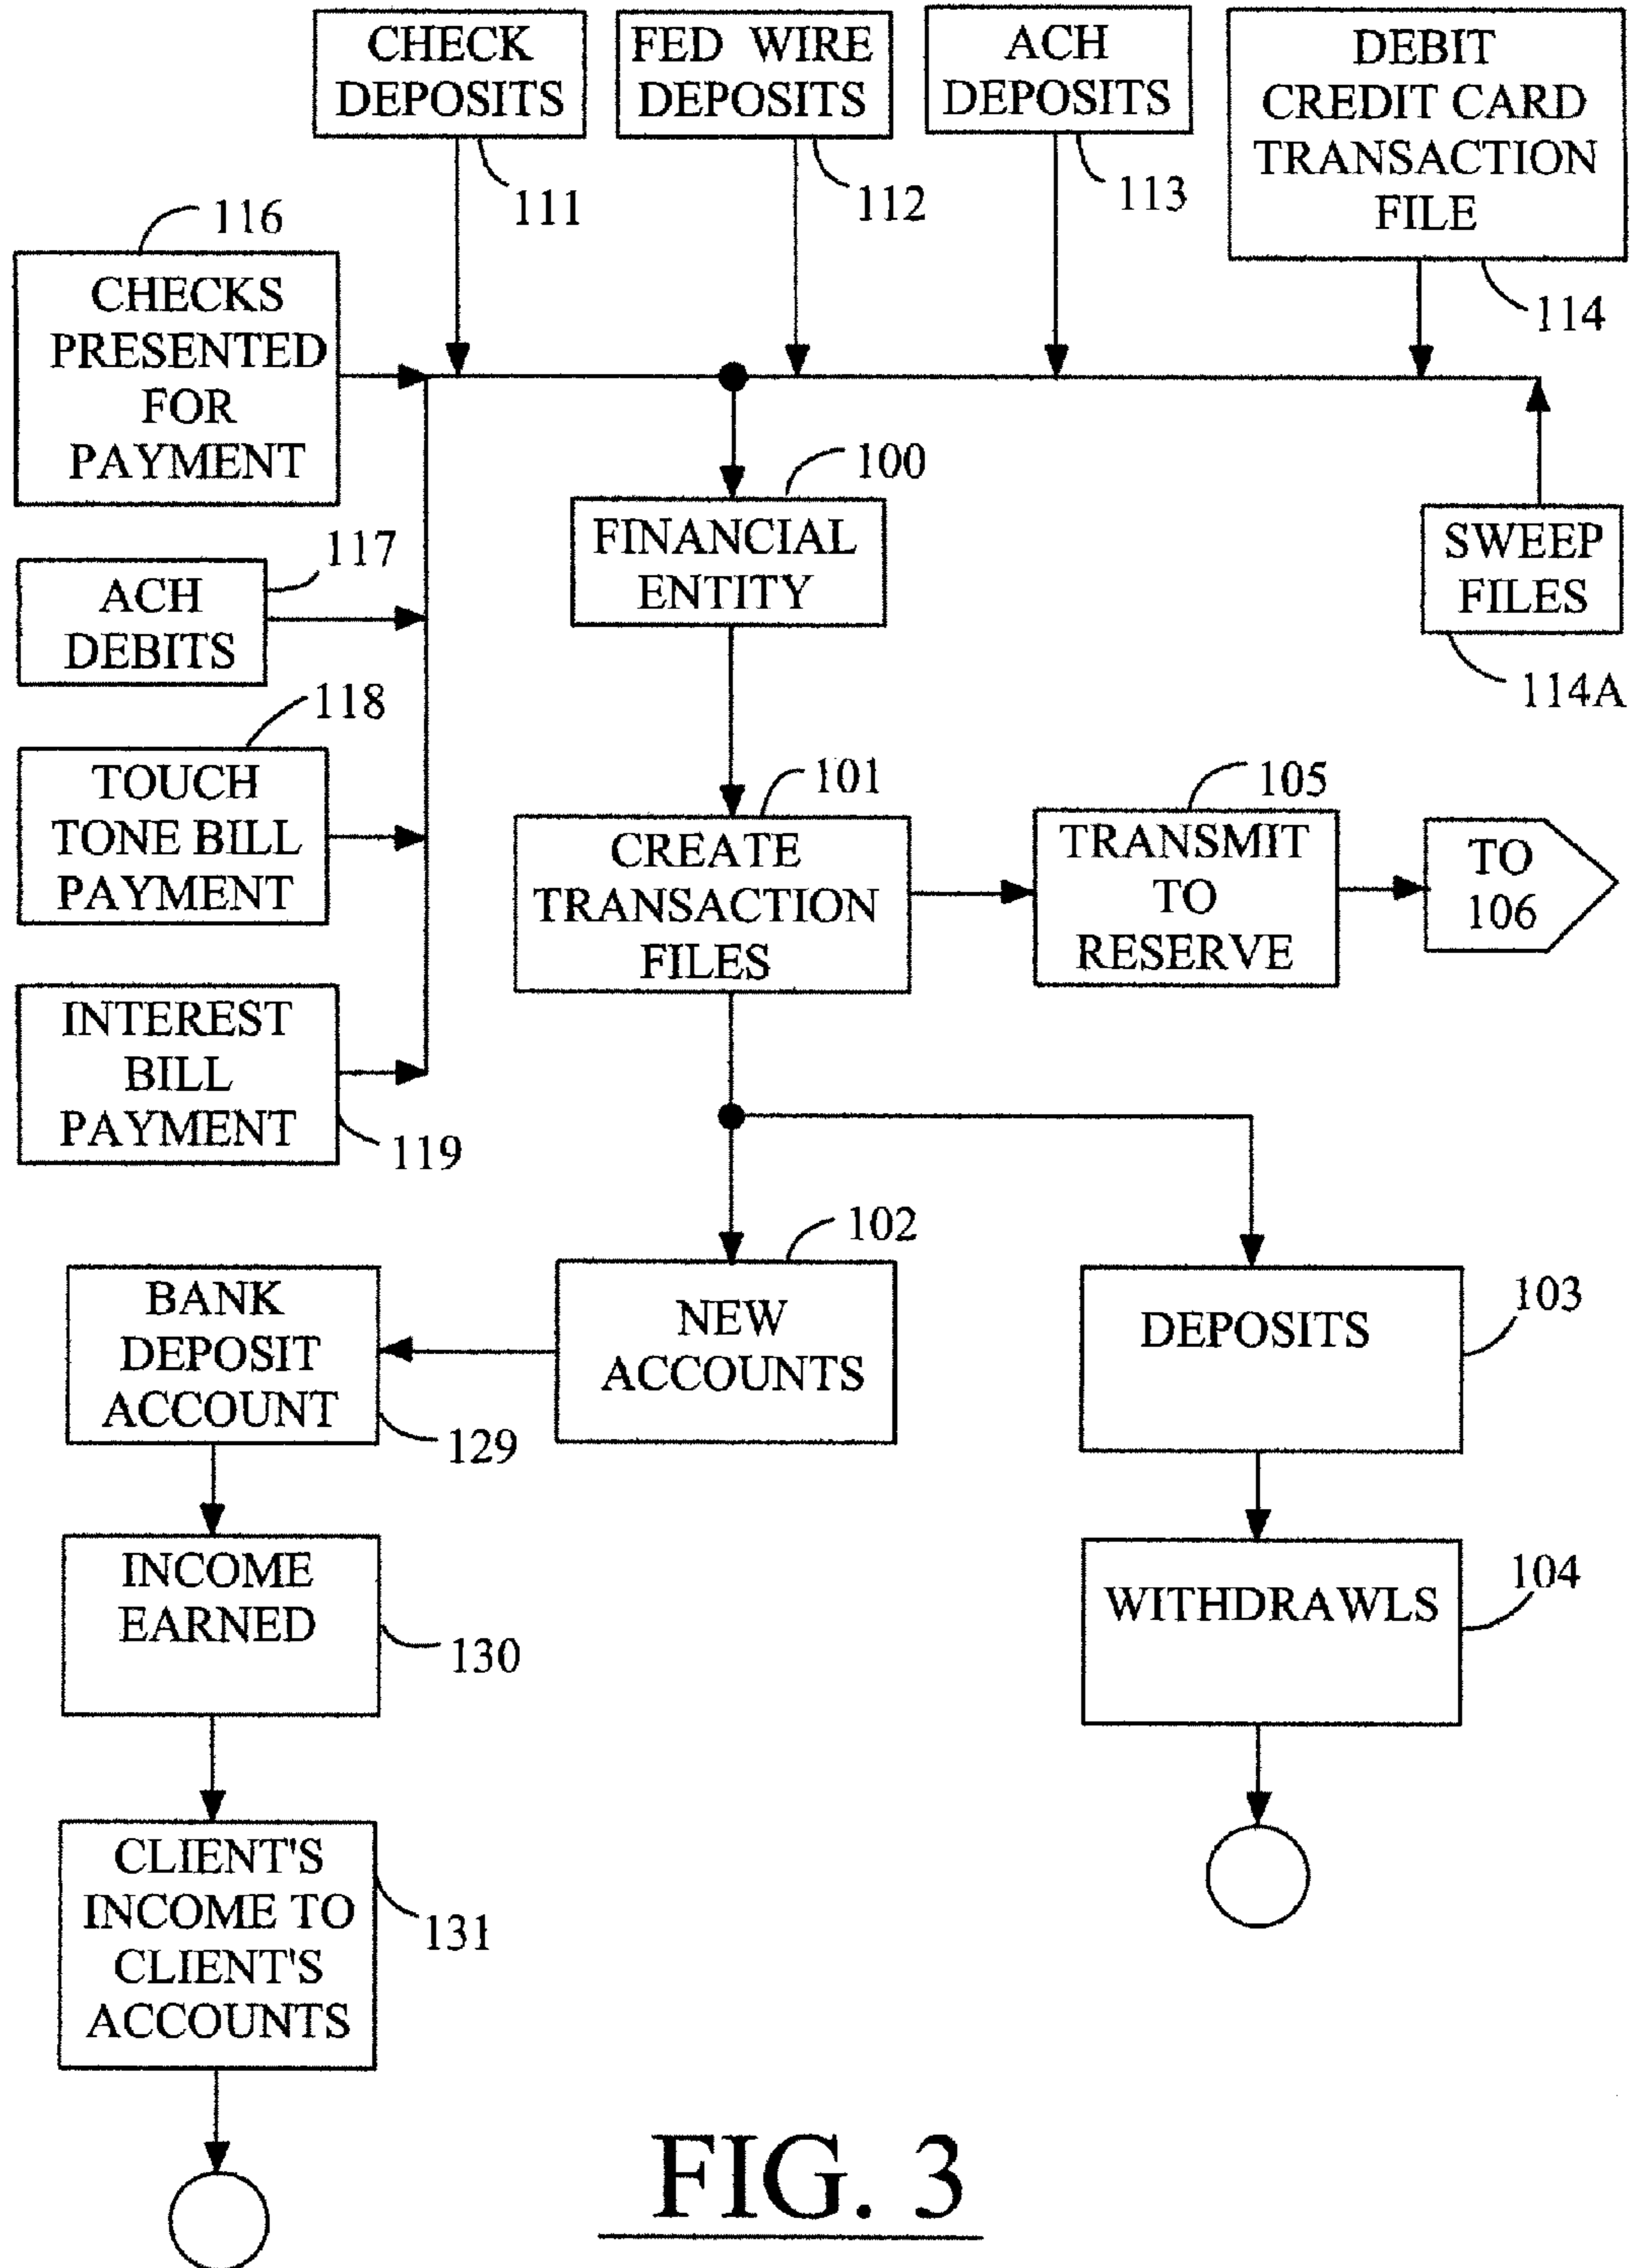 CHECK
DEPOSITS
111
FED WIRE
DEPOSITS
112
ACH
DEPOSITS
113
DEBIT
CREDIT CARD
TRANSACTION
FILE
114
116
CHECKS
PRESENTED
FOR
PAYMENT
100
FINANCIAL
ENTITY
SWEEP
FILES
114A
117
ACH
DEBITS
118
TOUCH
TONE BILL
PAYMENT
101
CREATE
TRANSACTION
FILES
105
TRANSMIT
TO
RESERVE
TO
106
INTEREST
BILL
PAYMENT
119
102
NEW
ACCOUNTS
BANK
DEPOSIT
ACCOUNT
129
DEPOSITS
103
INCOME
EARNED
130
WITHDRAWLS
104
CLIENT'S
INCOME TO
CLIENT'S
ACCOUNTS
131
FIG. 3